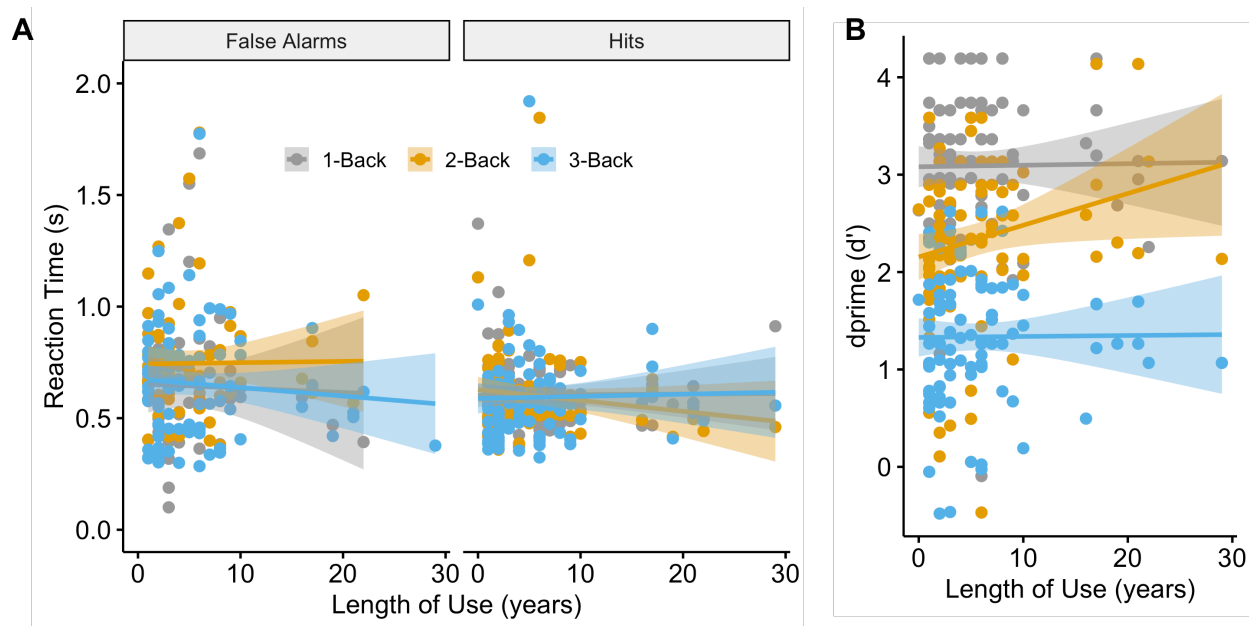 A
False Alarms
Hits
2.0
1.5
1.0
0.5
0.0
Reaction Time (s)
1-Back 2-Back 3-Back
0 10 20 30
0 10 20 30
Length of Use (years)
B
4
3
2
1
0
dprime (d')
0 10 20 30
Length of Use (years)